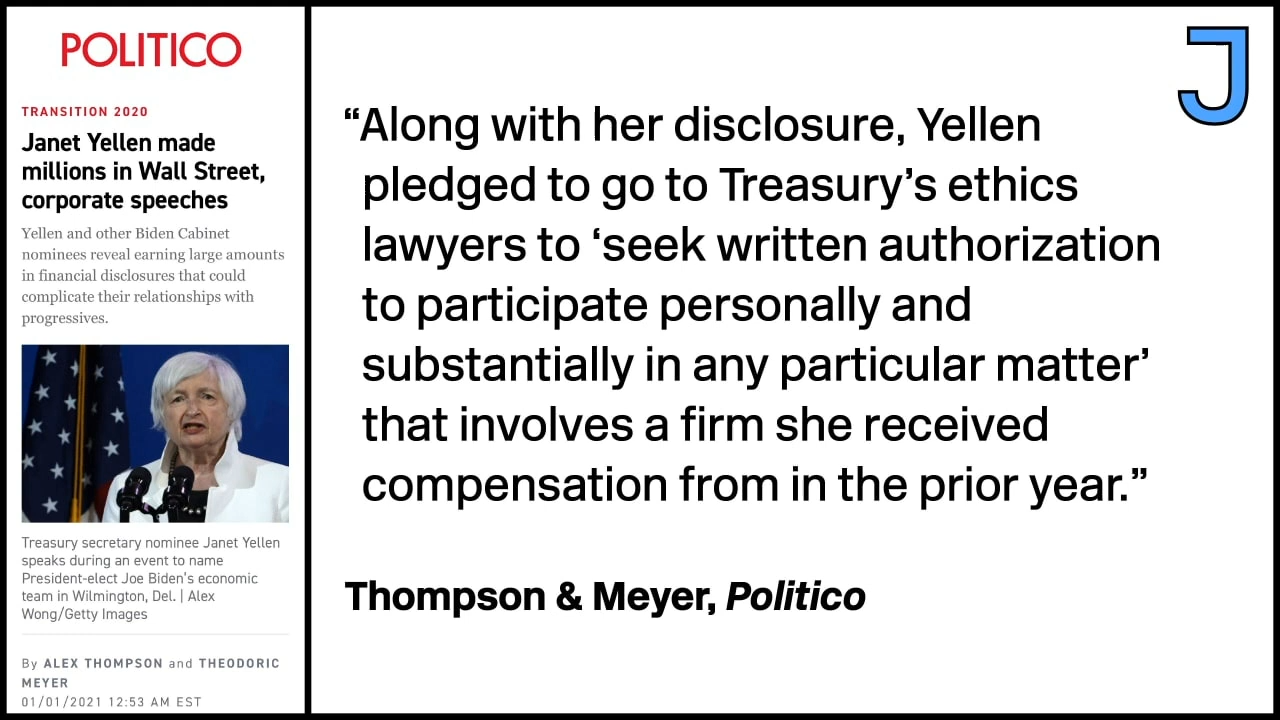 POLITICO
TRANSITION 2020
Janet Yellen made
millions in Wall Street,
corporate speeches
Yellen and other Biden Cabinet
nominees reveal earning large amounts
in financial disclosures that could
complicate their relationships with
progressives.
Treasury secretary nominee Janet Yellen
speaks during an event to name
President-elect Joe Biden’s economic
team in Wilmington, Del. | Alex
Wong/Getty Images
By ALEX THOMPSON and THEODORIC
MEYER
01/01/2021 12:53 AM EST
J
“Along with her disclosure, Yellen
pledged to go to Treasury’s ethics
lawyers to ‘seek written authorization
to participate personally and
substantially in any particular matter’
that involves a firm she received
compensation from in the prior year.”
Thompson & Meyer, Politico